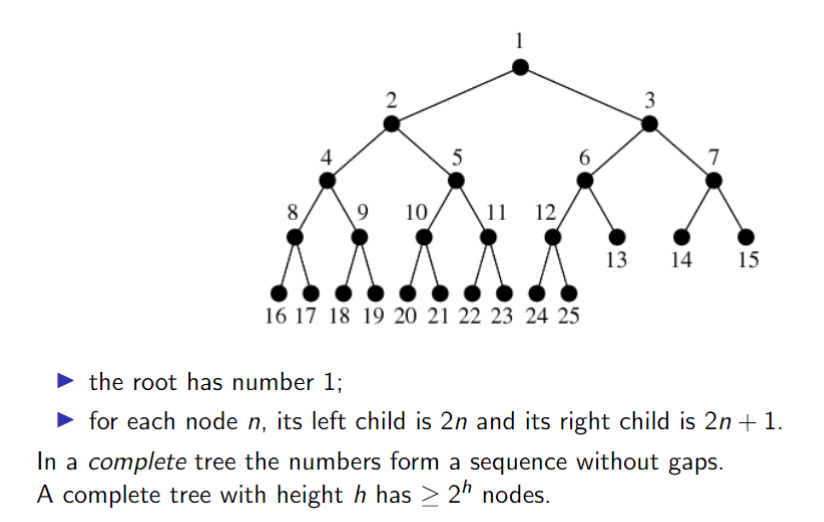 1
2 3
4 5 6 7
8 9 10 11 12
13 14 15
16 17 18 19 20 21 22 23 24 25
▶ the root has number 1;
▶ for each node n, its left child is 2n and its right child is 2n + 1.
In a complete tree the numbers form a sequence without gaps.
A complete tree with height h has ≥ 2^h nodes.